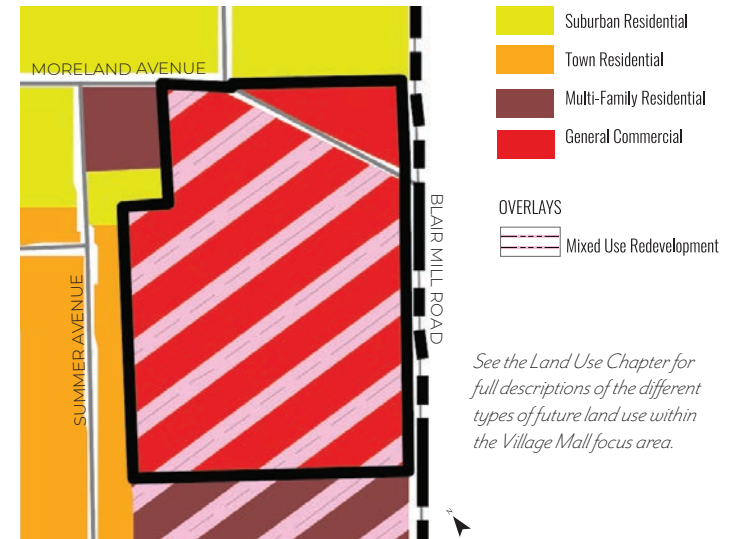 MORELAND AVENUE
SUMMER AVENUE
BLAIR MILL ROAD
Suburban Residential
Town Residential
Multi-Family Residential
General Commercial
OVERLAYS
Mixed Use Redevelopment
See the Land Use Chapter for
full descriptions of the different
types of future land use within
the Village Mall focus area.
N